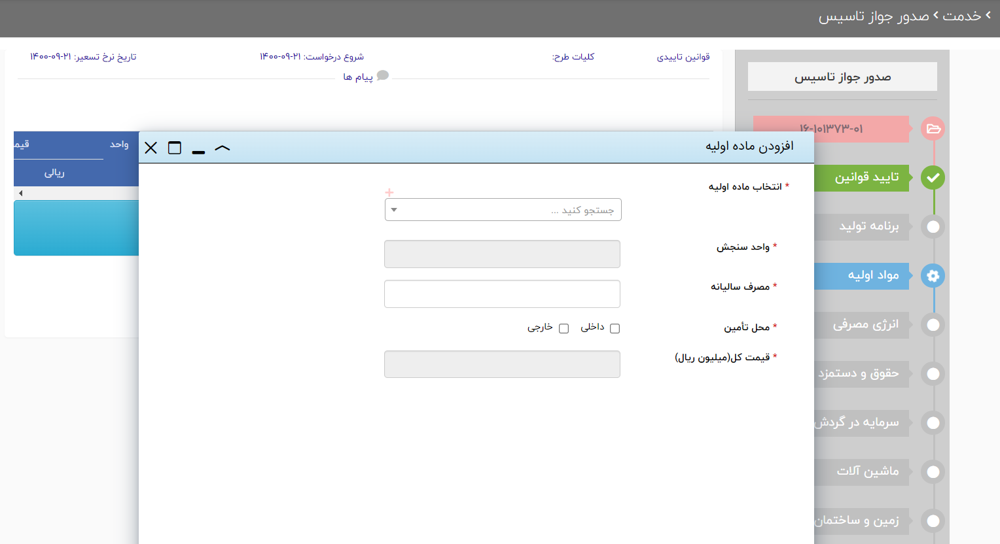 خدمت › صدور جواز تاسیس
قوانین تاییدی
کلیات طرح:
شروع درخواست: ۱۴۰۰-۰۹-۲۱
تاریخ نرخ تسعیر: ۱۴۰۰-۰۹-۲۱
پیام ها
صدور جواز تاسیس
۱۶-۱۰۱۳۷۳-۰۱
تایید قوانین
برنامه تولید
مواد اولیه
انرژی مصرفی
حقوق و دستمزد
سرمایه در گردش
ماشین آلات
زمین و ساختمان
واحد
قیم
ریالی
افزودن ماده اولیه
* انتخاب ماده اولیه
جستجو کنید ...
* واحد سنجش
* مصرف سالیانه
* محل تأمین
داخلی
خارجی
* قیمت کل(میلیون ریال)